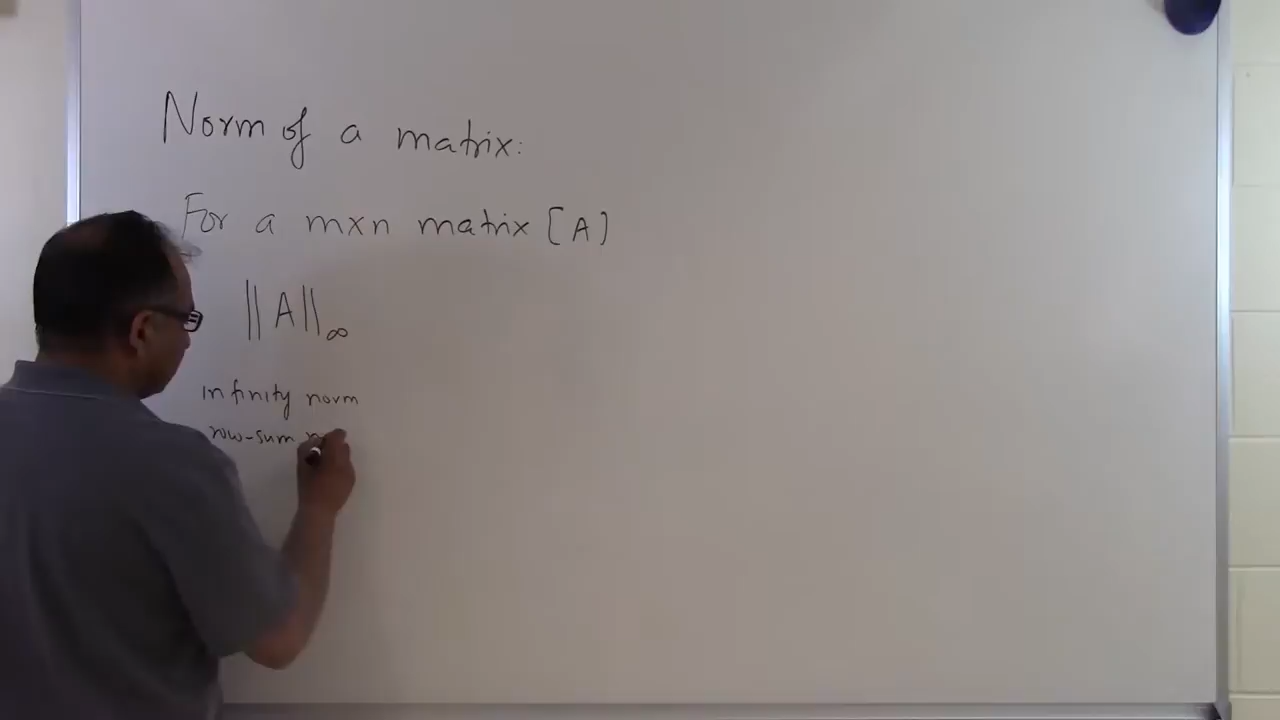 Norm of a matrix:
For a mxn matrix [A]
||A||∞
infinity norm
row-sum